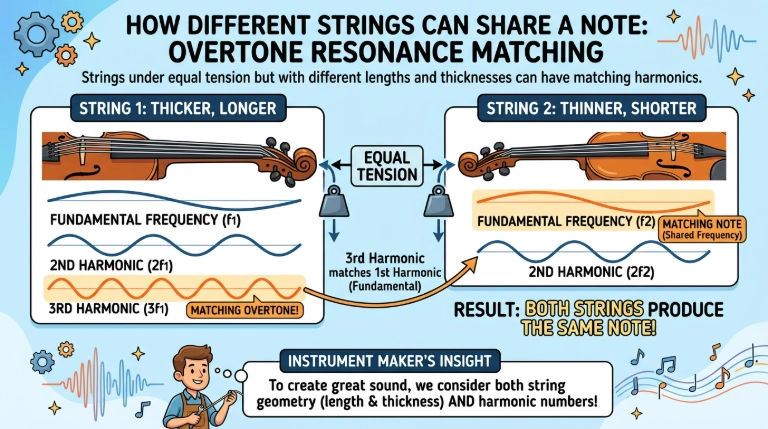 HOW DIFFERENT STRINGS CAN SHARE A NOTE:
OVERTONE RESONANCE MATCHING
Strings under equal tension but with different lengths and thicknesses can have matching harmonics.
STRING 1: THICKER, LONGER
FUNDAMENTAL FREQUENCY (f₁)
2ND HARMONIC (2f₁)
3RD HARMONIC (3f₁)
MATCHING OVERTONE!
EQUAL
TENSION
3rd Harmonic
matches 1st Harmonic
(Fundamental)
STRING 2: THINNER, SHORTER
FUNDAMENTAL FREQUENCY (f2)
MATCHING NOTE
(Shared Frequency)
2ND HARMONIC (2f2)
RESULT: BOTH STRINGS PRODUCE
THE SAME NOTE!
INSTRUMENT MAKER'S INSIGHT
To create great sound, we consider both string
geometry (length & thickness) AND harmonic numbers!